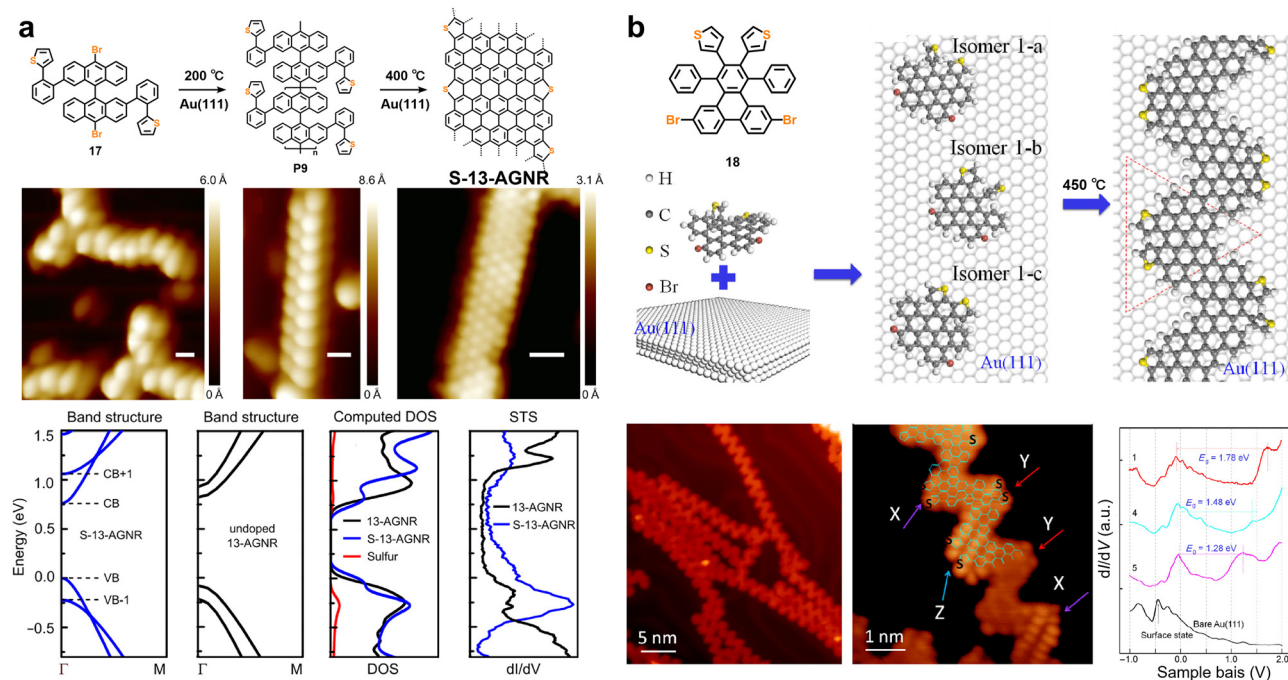 a
Br
S
Br
S
17
200 ℃
Au(111)
S
S
S
S
n
P9
400 ℃
Au(111)
S
S
S
S
S-13-AGNR
6.0 Å
0 Å
8.6 Å
0 Å
3.1 Å
0 Å
Band structure
1.5
1.0
0.5
0.0
−0.5
Energy (eV)
CB+1
CB
S-13-AGNR
VB
VB-1
Γ
M
Band structure
undoped
13-AGNR
Γ
M
Computed DOS
13-AGNR
S-13-AGNR
Sulfur
DOS
STS
13-AGNR
S-13-AGNR
dI/dV
b
S
S
Br
Br
18
H
C
S
Br
Au(111)
Isomer 1-a
Isomer 1-b
Isomer 1-c
Au(111)
450 ℃
Au(111)
5 nm
S
S
S
S
S
S
X
Y
Y
X
Z
1 nm
dI/dV (a.u.)
1
Eg = 1.78 eV
4
Eg = 1.48 eV
5
Eg = 1.28 eV
Bare Au(111)
Surface state
-1.0
0.0
1.0
2.0
Sample bais (V)